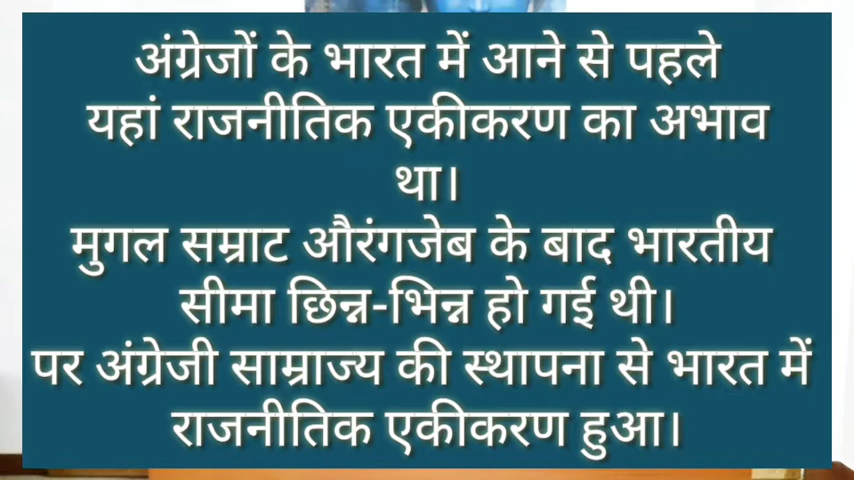 अंग्रेजों के भारत में आने से पहले
यहां राजनीतिक एकीकरण का अभाव
था।
मुगल सम्राट औरंगजेब के बाद भारतीय
सीमा छिन्न-भिन्न हो गई थी।
पर अंग्रेजी साम्राज्य की स्थापना से भारत में
राजनीतिक एकीकरण हुआ।